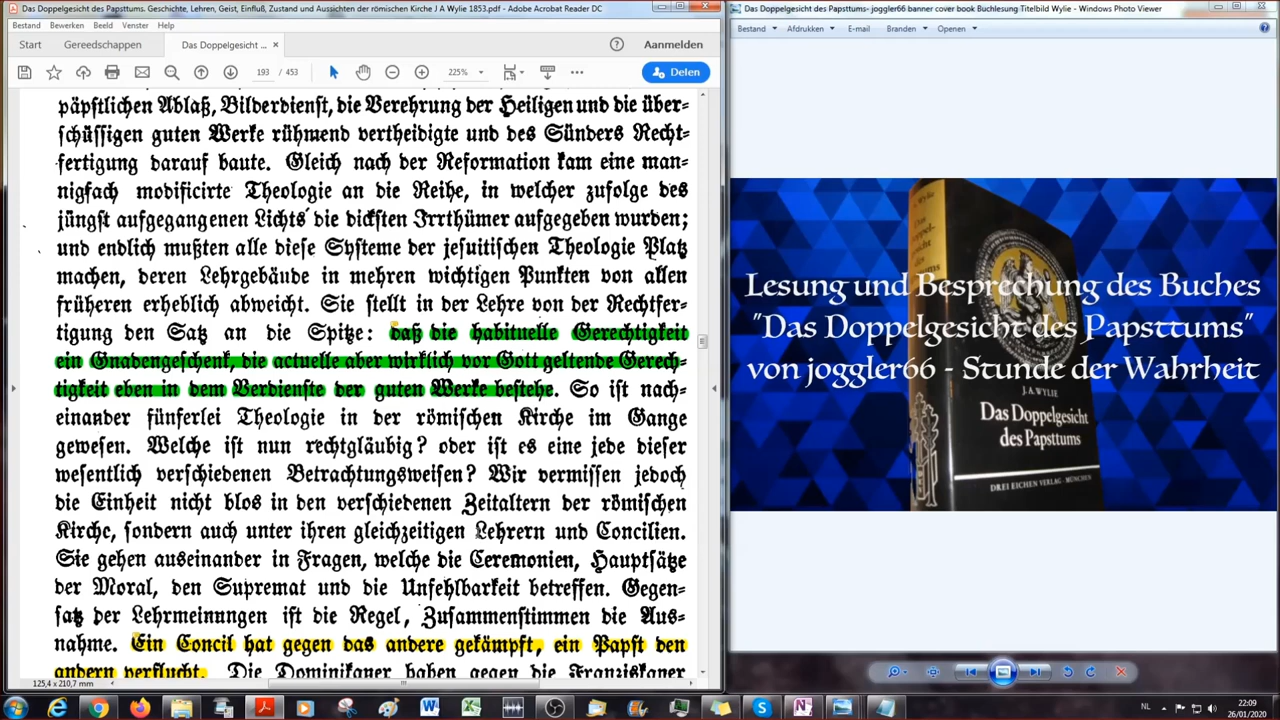 Das Doppelgesicht des Papsttums. Geschichte, Lehren, Geist, Einfluß, Zustand und Aussichten der römischen Kirche J A Wylie 1853.pdf - Adobe Acrobat Reader DC
Bestand Bewerken Beeld Venster Help
Start Gereedschappen Das Doppelgesicht ... × Aanmelden
193 / 453 225% Delen
päpstlichen Ablaß, Bilderdienst, die Verehrung der Heiligen und die über-
schüssigen guten Werke rühmend vertheidigte und des Sünders Recht-
fertigung darauf baute. Gleich nach der Reformation kam eine man-
nigfach modificirte Theologie an die Reihe, in welcher zufolge des
jüngst aufgegangenen Lichts die dicksten Irrthümer aufgegeben wurden;
und endlich mußten alle diese Systeme der jesuitischen Theologie Platz
machen, deren Lehrgebäude in mehren wichtigen Punkten von allen
früheren erheblich abweicht. Sie stellt in der Lehre von der Rechtfer-
tigung den Satz an die Spitze: daß die habituelle Gerechtigkeit
ein Gnadengeschenk, die actuelle aber wirklich vor Gott geltende Gerech-
tigkeit eben in dem Verdienste der guten Werke bestehe. So ist nach-
einander fünferlei Theologie in der römischen Kirche im Gange
gewesen. Welche ist nun rechtgläubig? oder ist es eine jede dieser
wesentlich verschiedenen Betrachtungsweisen? Wir vermissen jedoch
die Einheit nicht blos in den verschiedenen Zeitaltern der römischen
Kirche, sondern auch unter ihren gleichzeitigen Lehrern und Concilien.
Sie gehen auseinander in Fragen, welche die Ceremonien, Hauptsätze
der Moral, den Supremat und die Unfehlbarkeit betreffen. Gegen-
satz der Lehrmeinungen ist die Regel, Zusammenstimmen die Aus-
nahme. Ein Concil hat gegen das andere gekämpft, ein Papst den
andern verflucht. Die Dominikaner haben gegen die Franziskaner
125,4 x 210,7 mm
Das Doppelgesicht des Papsttums- joggler66 banner cover book Buchlesung Titelbild Wylie - Windows Photo Viewer
Bestand Afdrukken E-mail Branden Openen
Lesung und Besprechung des Buches
"Das Doppelgesicht des Papsttums"
von joggler66 - Stunde der Wahrheit
J.A.WYLIE
Das Doppelgesicht
des Papsttums
DREI EICHEN VERLAG · MÜNCHEN
NL
22:09
26/01/2020